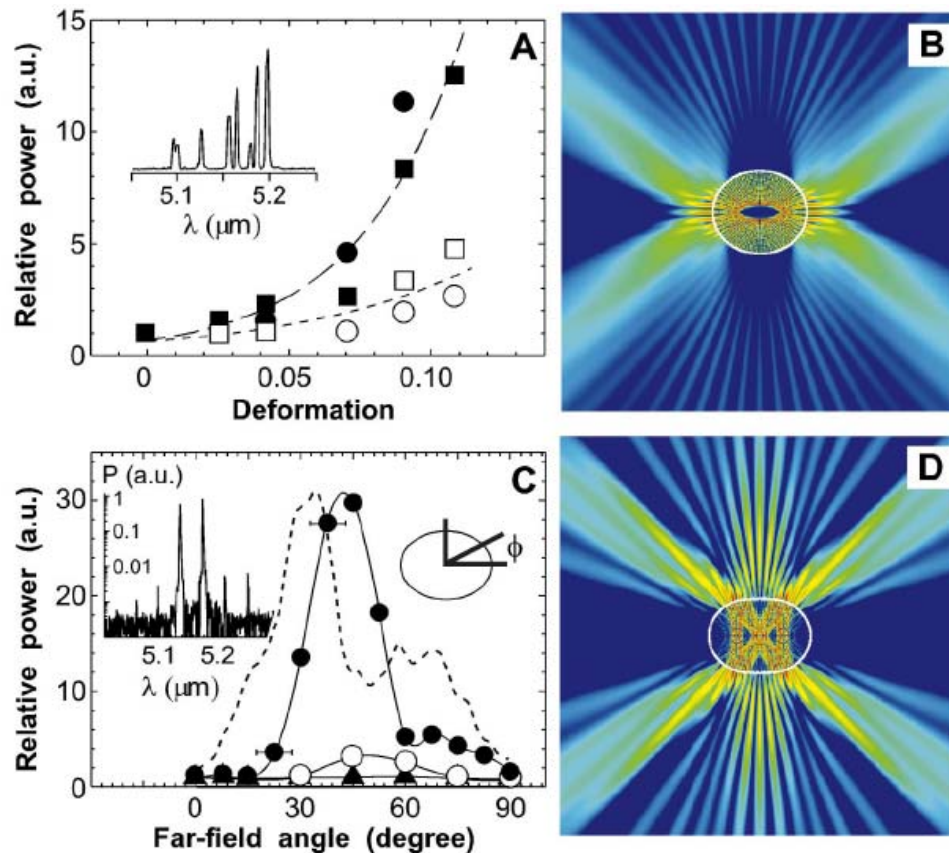 A
Relative power (a.u.)
15
10
5
0
5.1 5.2
λ (μm)
0 0.05 0.10
Deformation
B
C
Relative power (a.u.)
30
20
10
0
P (a.u.)
1
0.1
0.01
5.1 5.2
λ (μm)
ϕ
0 30 60 90
Far-field angle (degree)
D